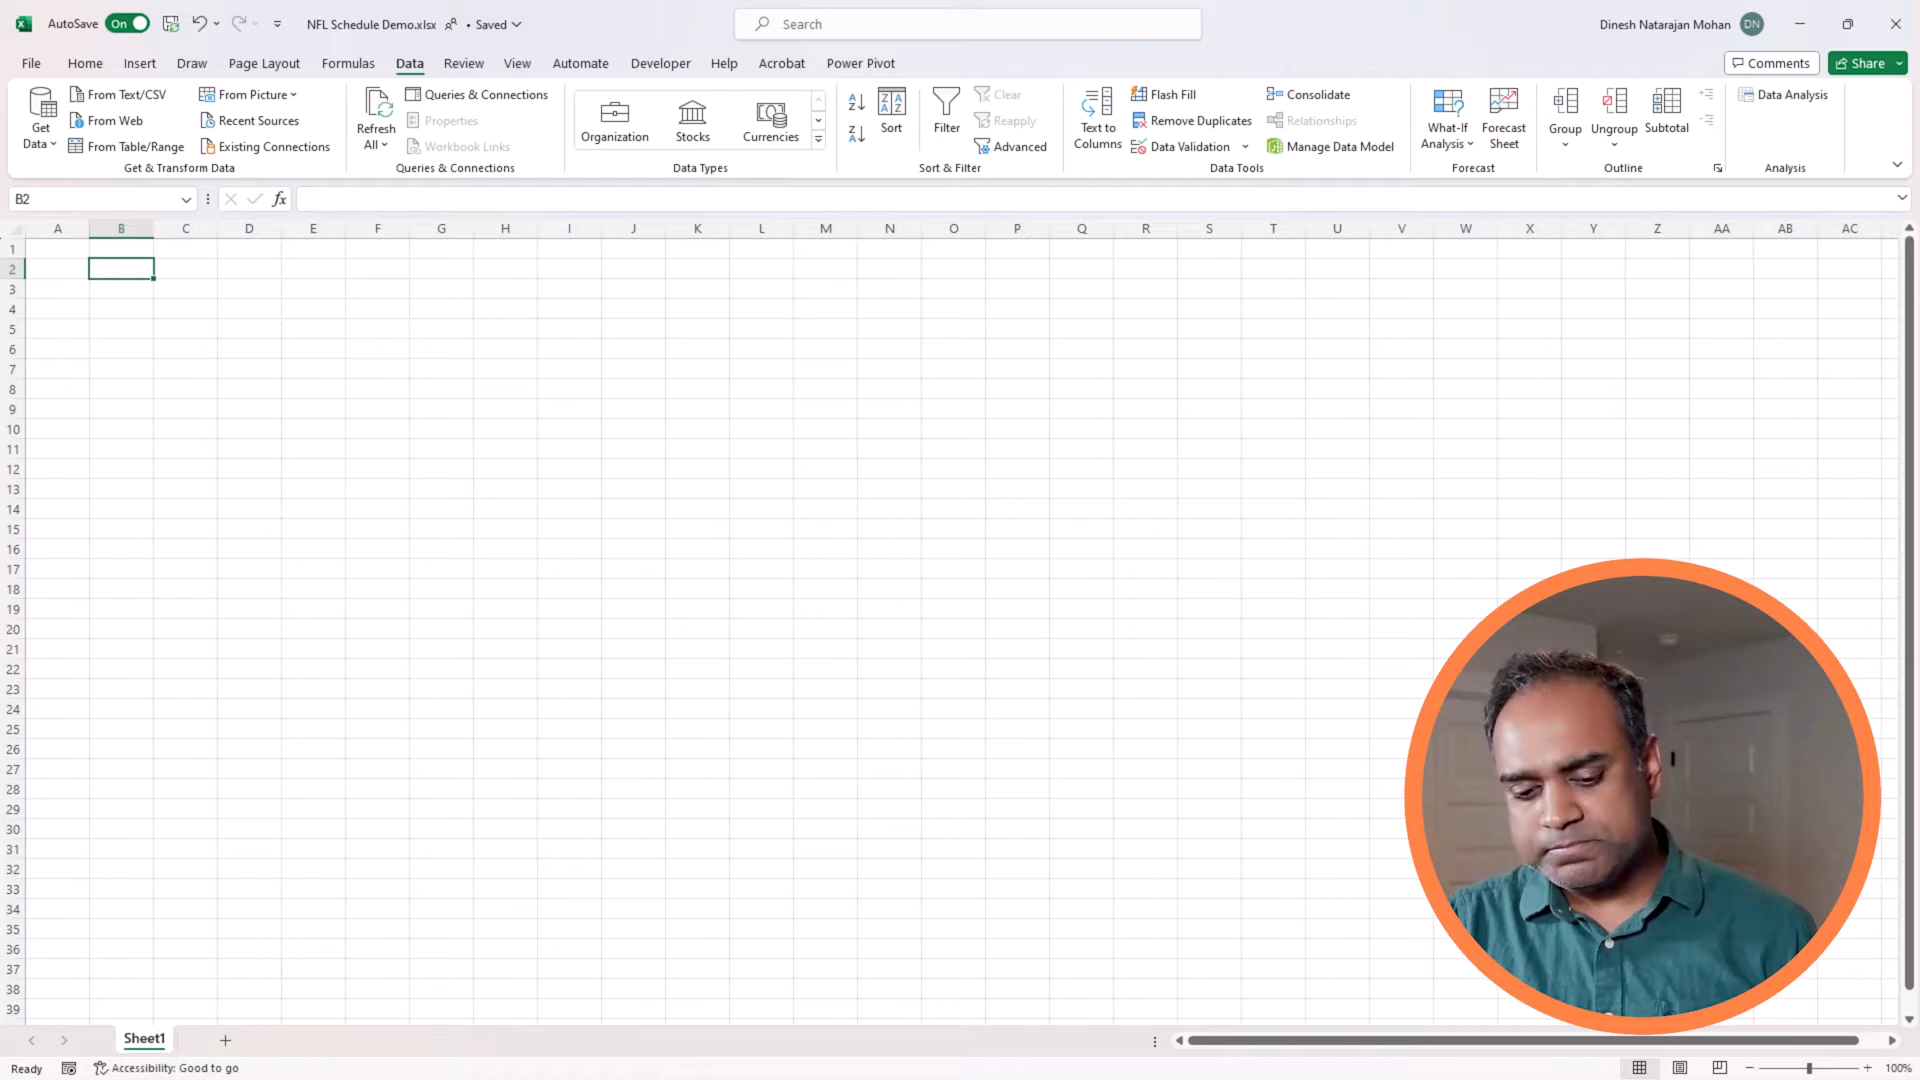 AutoSave On NFL Schedule Demo.xlsx • Saved Search Dinesh Natarajan Mohan DN
File Home Insert Draw Page Layout Formulas Data Review View Automate Developer Help Acrobat Power Pivot Comments Share
Get Data
From Text/CSV
From Web
From Table/Range
From Picture
Recent Sources
Existing Connections
Get & Transform Data
Refresh All
Queries & Connections
Properties
Workbook Links
Queries & Connections
Organization Stocks Currencies
Data Types
Sort
Filter
Clear
Reapply
Advanced
Sort & Filter
Text to Columns
Flash Fill
Remove Duplicates
Data Validation
Consolidate
Relationships
Manage Data Model
Data Tools
What-If Analysis
Forecast Sheet
Forecast
Group
Ungroup
Subtotal
Outline
Data Analysis
Analysis
B2 fx
A B C D E F G H I J K L M N O P Q R S T U V W X Y Z AA AB AC
1
2
3
4
5
6
7
8
9
10
11
12
13
14
15
16
17
18
19
20
21
22
23
24
25
26
27
28
29
30
31
32
33
34
35
36
37
38
39
Sheet1
Ready Accessibility: Good to go 100%